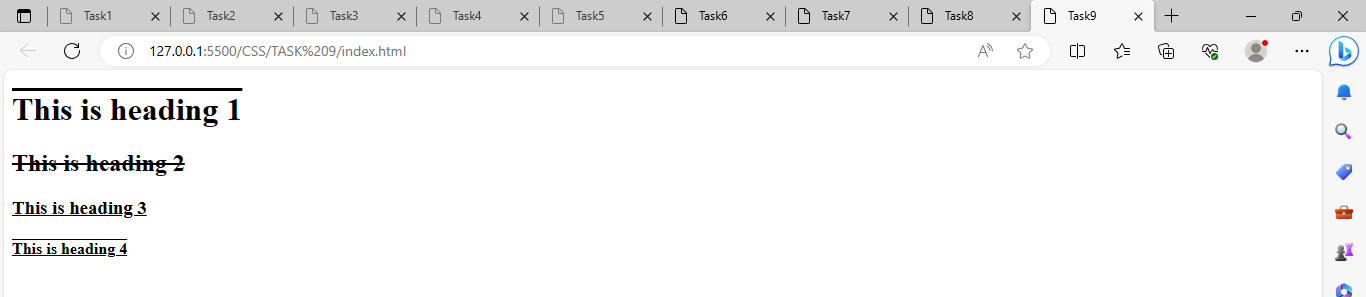 Task1 Task2 Task3 Task4 Task5 Task6 Task7 Task8 Task9
127.0.0.1:5500/CSS/TASK%209/index.html
This is heading 1
This is heading 2
This is heading 3
This is heading 4